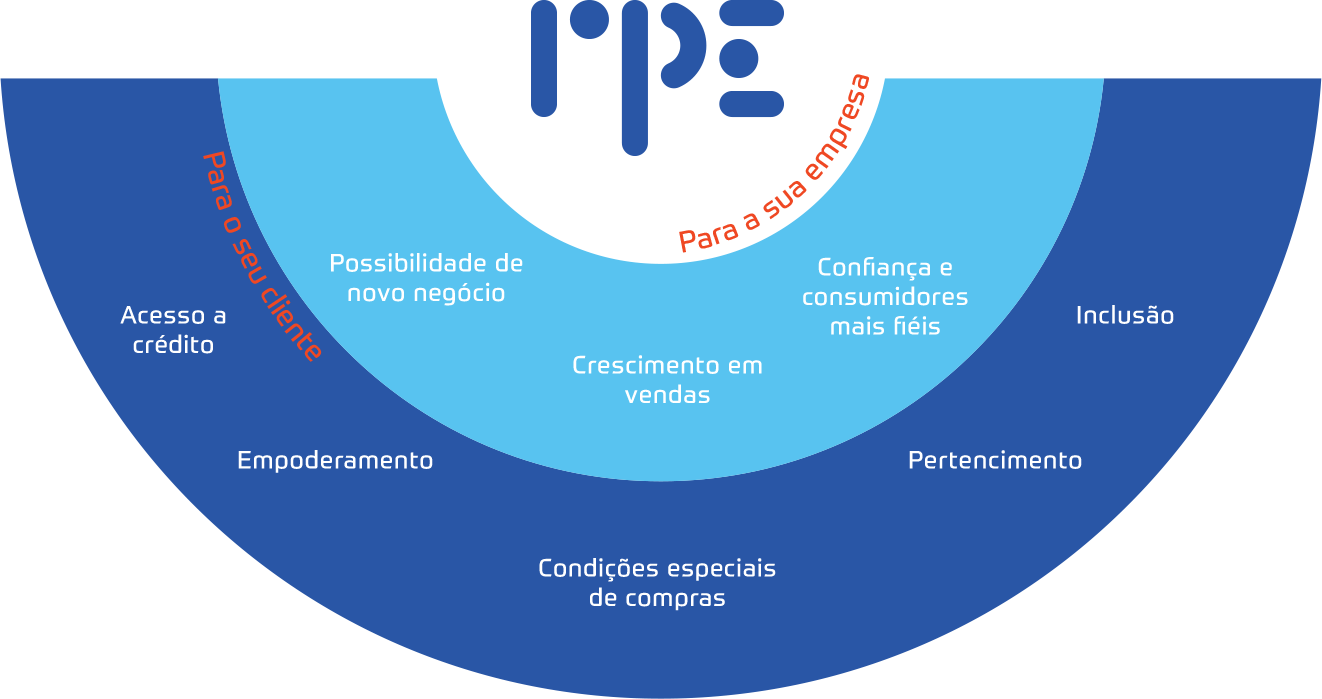 rpe
Para a sua empresa
Possibilidade de
novo negócio
Crescimento em
vendas
Confiança e
consumidores
mais fiéis
Para o seu cliente
Acesso a
crédito
Empoderamento
Condições especiais
de compras
Pertencimento
Inclusão